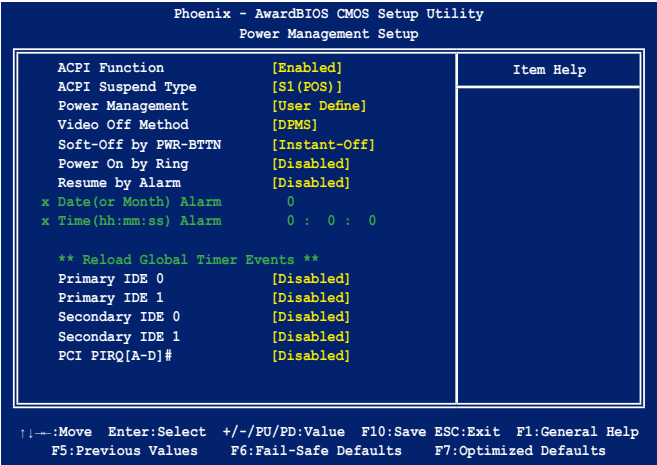 Phoenix - AwardBIOS CMOS Setup Utility
Power Management Setup
ACPI Function [Enabled]
Item Help
ACPI Suspend Type [S1(POS)]
Power Management [User Define]
Video Off Method [DPMS]
Soft-Off by PWR-BTTN [Instant-Off]
Power On by Ring [Disabled]
Resume by Alarm [Disabled]
x Date(or Month) Alarm 0
x Time(hh:mm:ss) Alarm 0 : 0 : 0
** Reload Global Timer Events **
Primary IDE 0 [Disabled]
Primary IDE 1 [Disabled]
Secondary IDE 0 [Disabled]
Secondary IDE 1 [Disabled]
PCI PIRQ[A-D]# [Disabled]
↑↓→←:Move Enter:Select +/-/PU/PD:Value F10:Save ESC:Exit F1:General Help
F5:Previous Values F6:Fail-Safe Defaults F7:Optimized Defaults